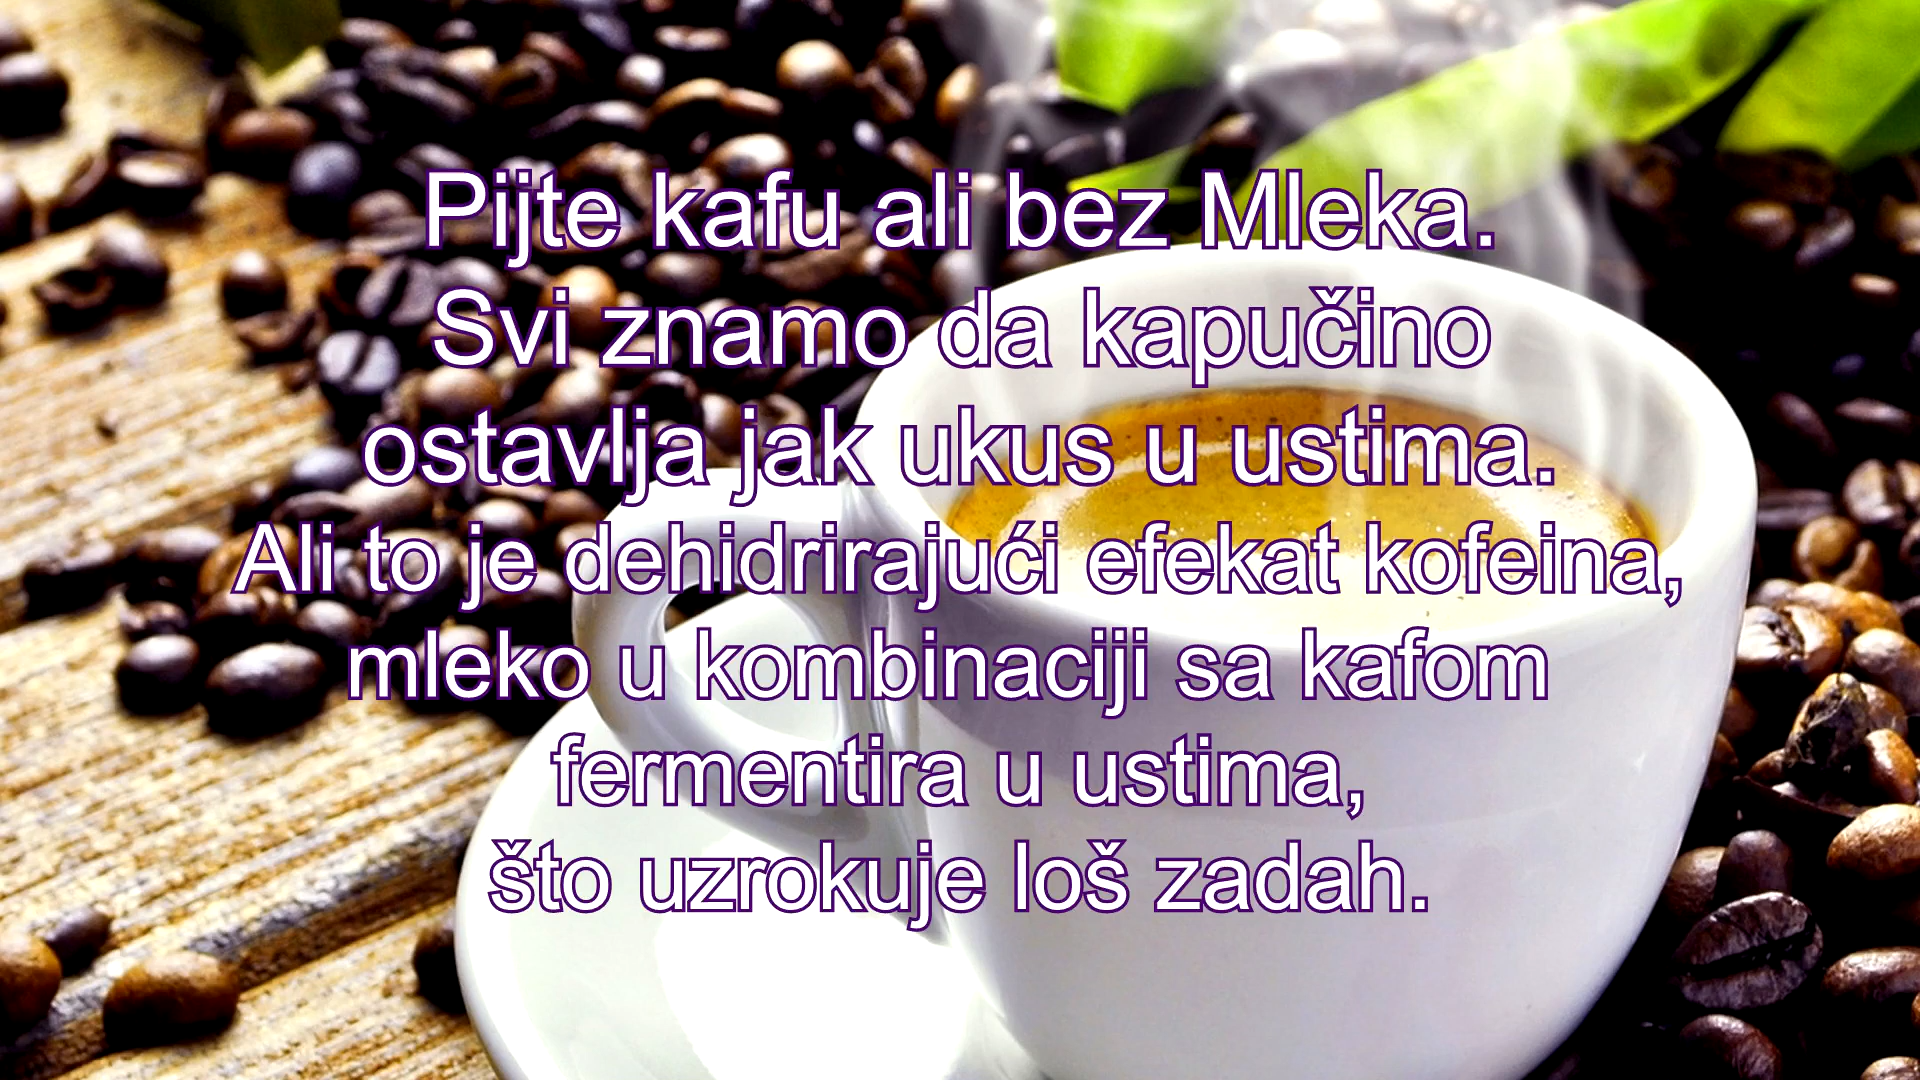 Pijte kafu ali bez Mleka.
Svi znamo da kapučino
ostavlja jak ukus u ustima.
Ali to je dehidrirajući efekat kofeina,
mleko u kombinaciji sa kafom
fermentira u ustima,
što uzrokuje loš zadah.